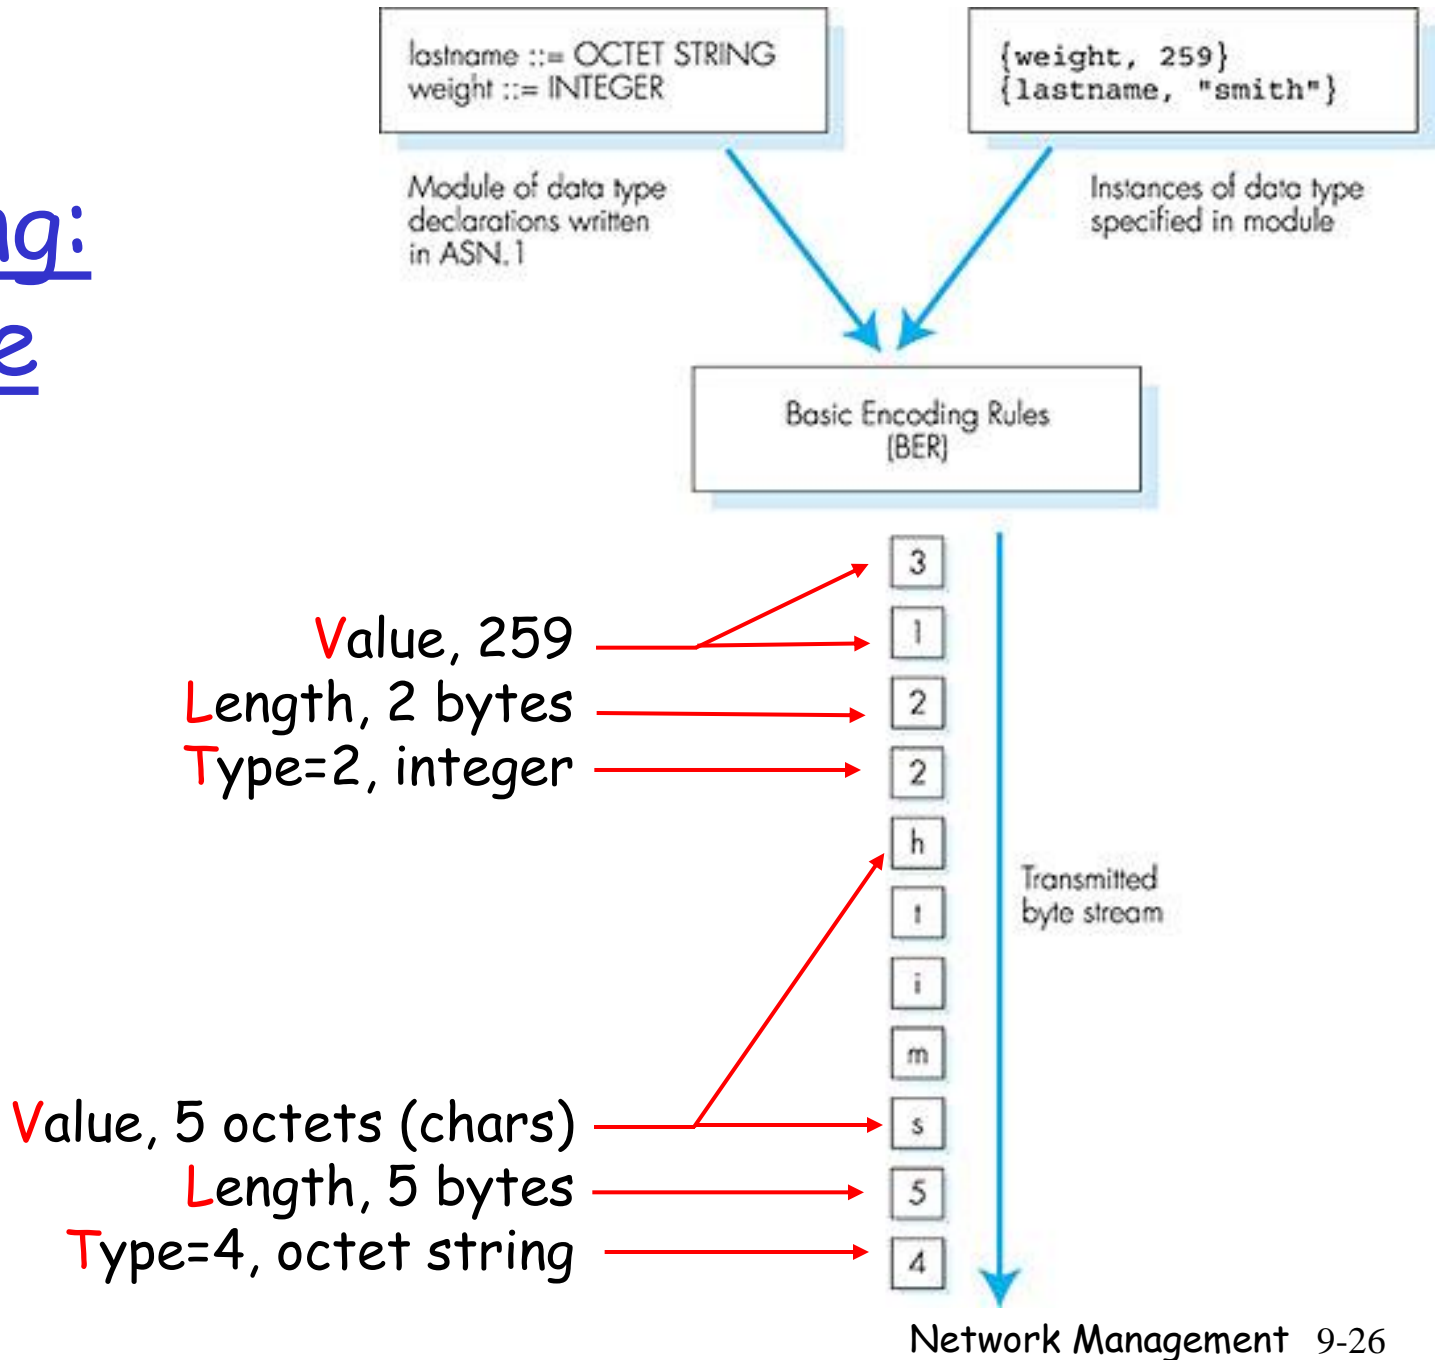 ng:
e
lastname ::= OCTET STRING
weight ::= INTEGER
{weight, 259}
{lastname, "smith"}
Module of data type
declarations written
in ASN.1
Instances of data type
specified in module
Basic Encoding Rules
(BER)
3
1
2
2
h
t
i
m
s
5
4
Value, 259
Length, 2 bytes
Type=2, integer
Transmitted
byte stream
Value, 5 octets (chars)
Length, 5 bytes
Type=4, octet string
Network Management 9-26